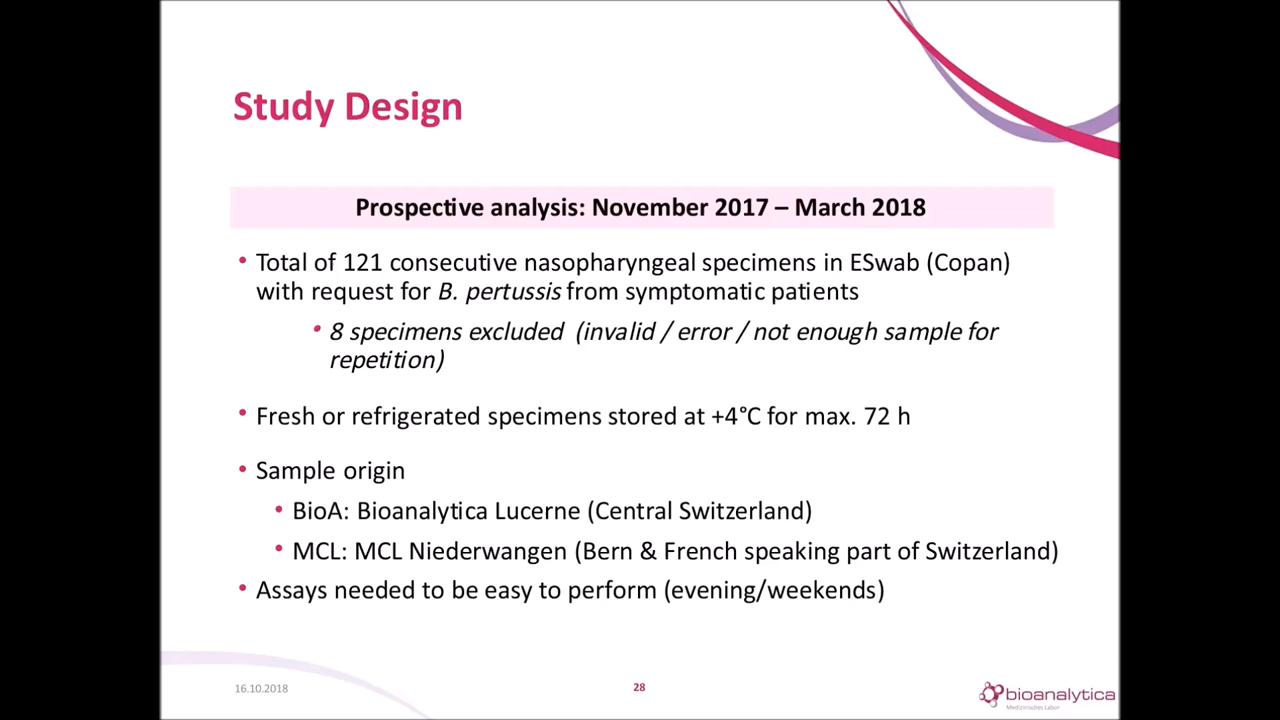 Study Design
Prospective analysis: November 2017 – March 2018
• Total of 121 consecutive nasopharyngeal specimens in ESwab (Copan)
with request for B. pertussis from symptomatic patients
• 8 specimens excluded (invalid / error / not enough sample for
repetition)
• Fresh or refrigerated specimens stored at +4°C for max. 72 h
• Sample origin
• BioA: Bioanalytica Lucerne (Central Switzerland)
• MCL: MCL Niederwangen (Bern & French speaking part of Switzerland)
• Assays needed to be easy to perform (evening/weekends)
16.10.2018
28
bioanalytica
Medizinisches Labor